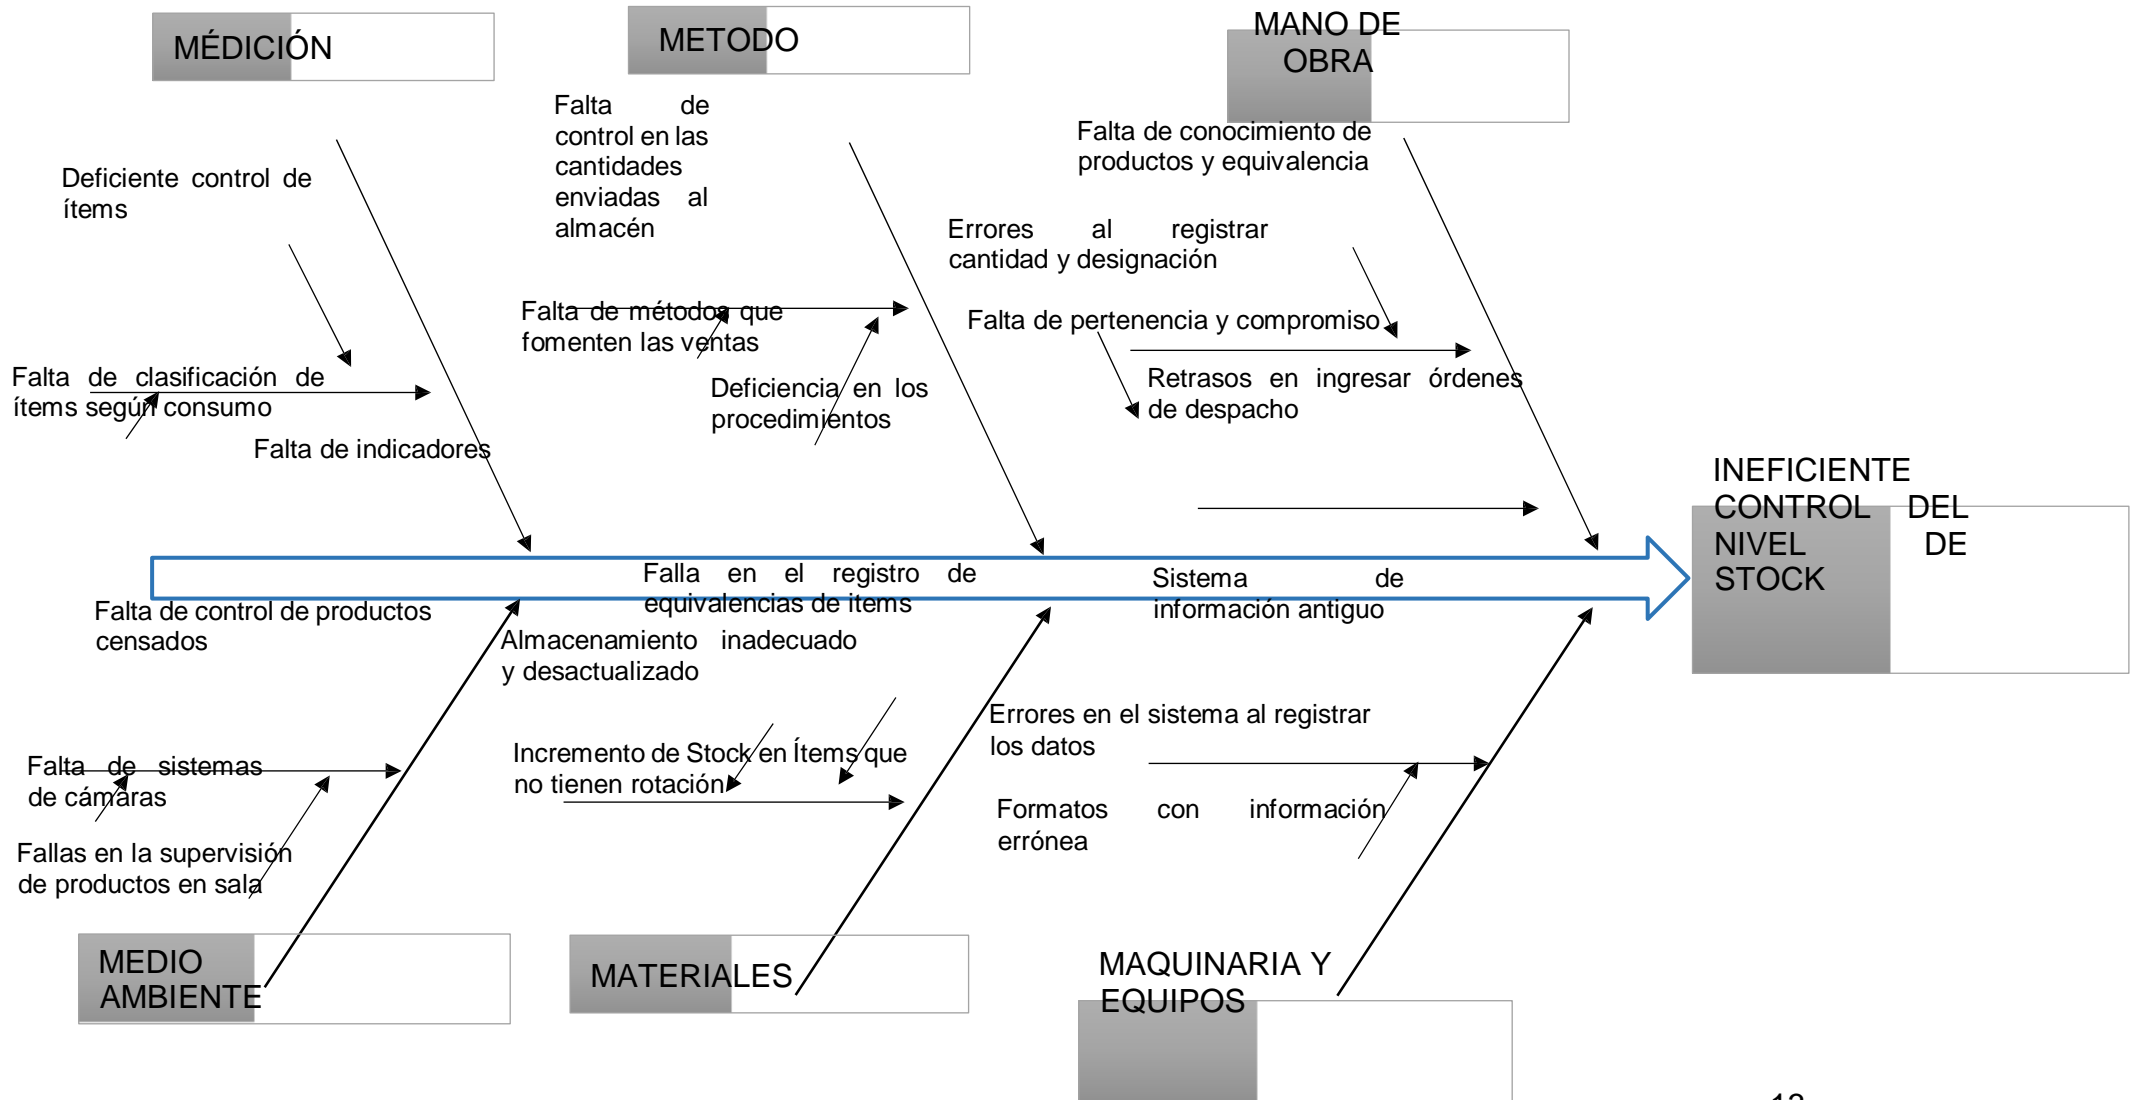 MÉDICIÓN
METODO
MANO DE
OBRA
Falta de
control en las
cantidades
enviadas al
almacén
Falta de conocimiento de
productos y equivalencia
Deficiente control de
ítems
Errores al registrar
cantidad y designación
Falta de métodos que
fomenten las ventas
Falta de pertenencia y compromiso
Falta de clasificación de
ítems según consumo
Deficiencia en los
procedimientos
Retrasos en ingresar órdenes
de despacho
Falta de indicadores
INEFICIENTE
CONTROL DEL
NIVEL DE
STOCK
Falla en el registro de
equivalencias de items
Sistema de
información antiguo
Falta de control de productos
censados
Almacenamiento inadecuado
y desactualizado
Errores en el sistema al registrar
los datos
Incremento de Stock en Ítems que
no tienen rotación
Falta de sistemas
de cámaras
Formatos con información
errónea
Fallas en la supervisión
de productos en sala
MEDIO
AMBIENTE
MATERIALES
MAQUINARIA Y
EQUIPOS